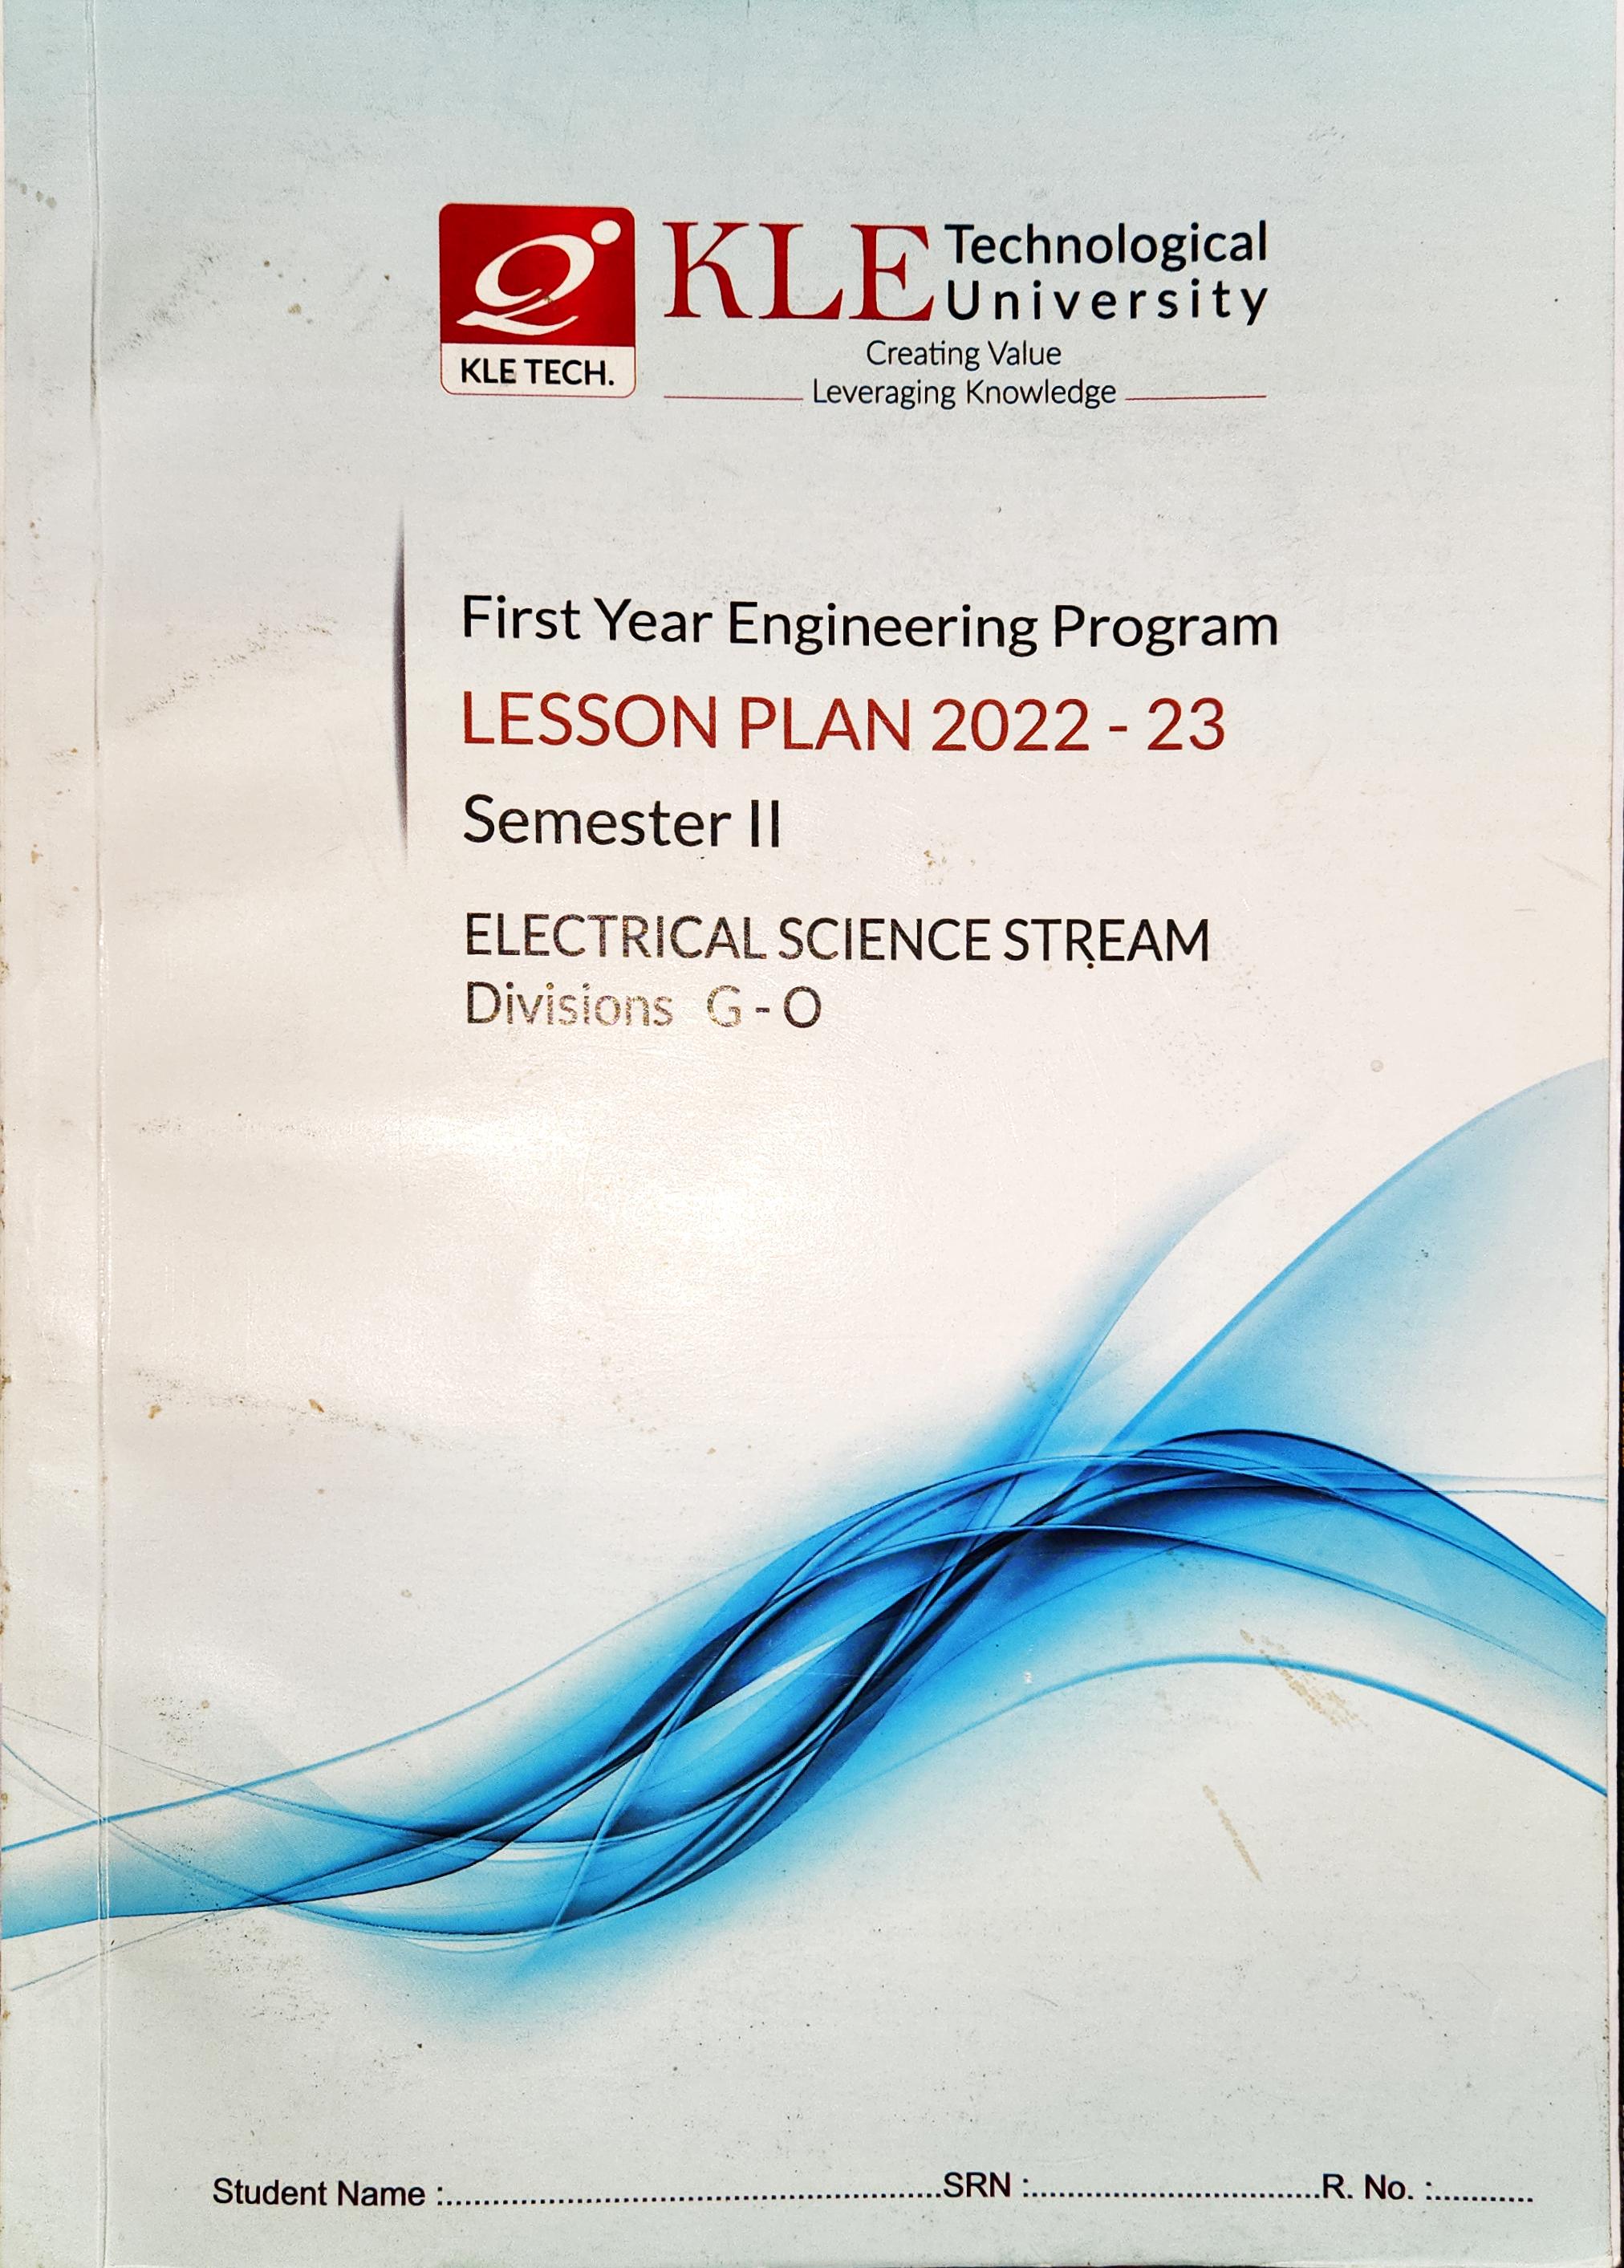 KLE TECH.
KLE Technological
University
Creating Value
Leveraging Knowledge
First Year Engineering Program
LESSON PLAN 2022 - 23
Semester II
ELECTRICAL SCIENCE STREAM
Divisions G - O
Student Name :.......................................................SRN :................................R. No. :............